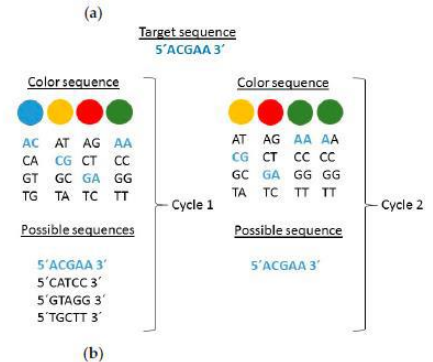 (a)
Target sequence
5´ACGAA 3´
Color sequence
AC AT AG AA
CA CG CT CC
GT GC GA GG
TG TA TC TT
Cycle 1
Possible sequences
5´ACGAA 3´
5´CATCC 3´
5´GTAGG 3´
5´TGCTT 3´
Color sequence
AT AG AA AA
CG CT CC CC
GC GA GG GG
TA TC TT TT
Cycle 2
Possible sequence
5´ACGAA 3´
(b)